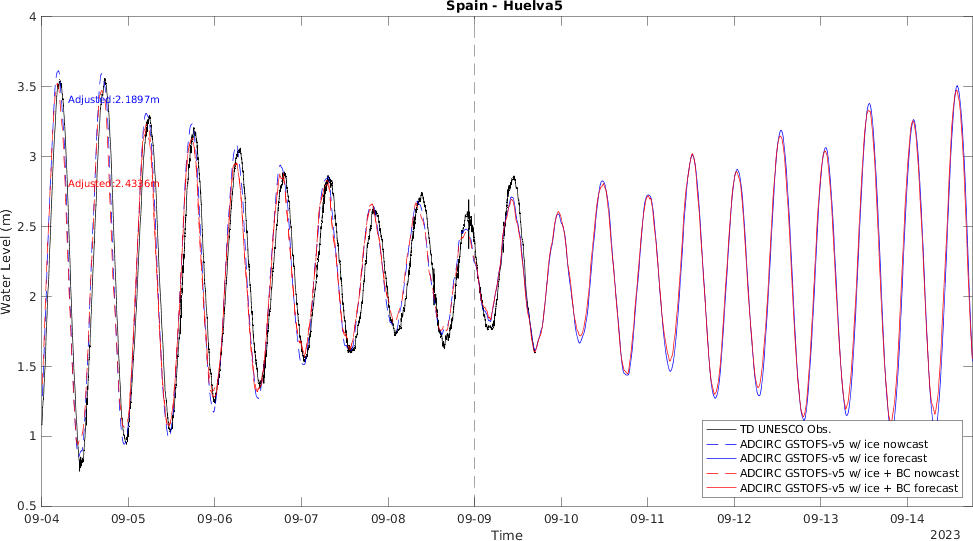 Spain - Huelva5
4
3.5
3
2.5
2
1.5
1
0.5
Water Level (m)
Adjusted:2.1897m
Adjusted:2.4336m
TD UNESCO Obs.
ADCIRC GSTOFS-v5 w/ ice nowcast
ADCIRC GSTOFS-v5 w/ ice forecast
ADCIRC GSTOFS-v5 w/ ice + BC nowcast
ADCIRC GSTOFS-v5 w/ ice + BC forecast
09-04 09-05 09-06 09-07 09-08 09-09 09-10 09-11 09-12 09-13 09-14
Time
2023